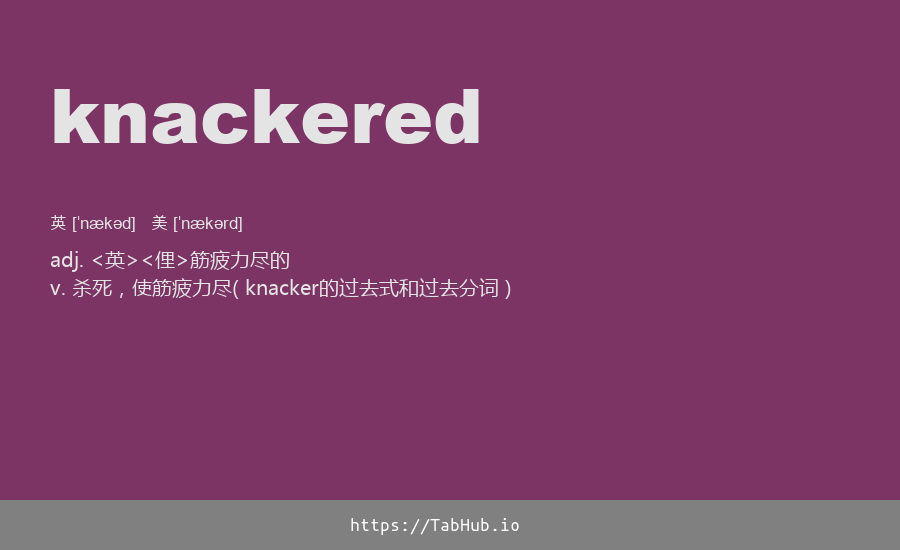 knackered
英 [ˈnækəd] 美 [ˈnækərd]
adj. <英><俚>筋疲力尽的
v. 杀死，使筋疲力尽( knacker的过去式和过去分词 )
https://TabHub.io